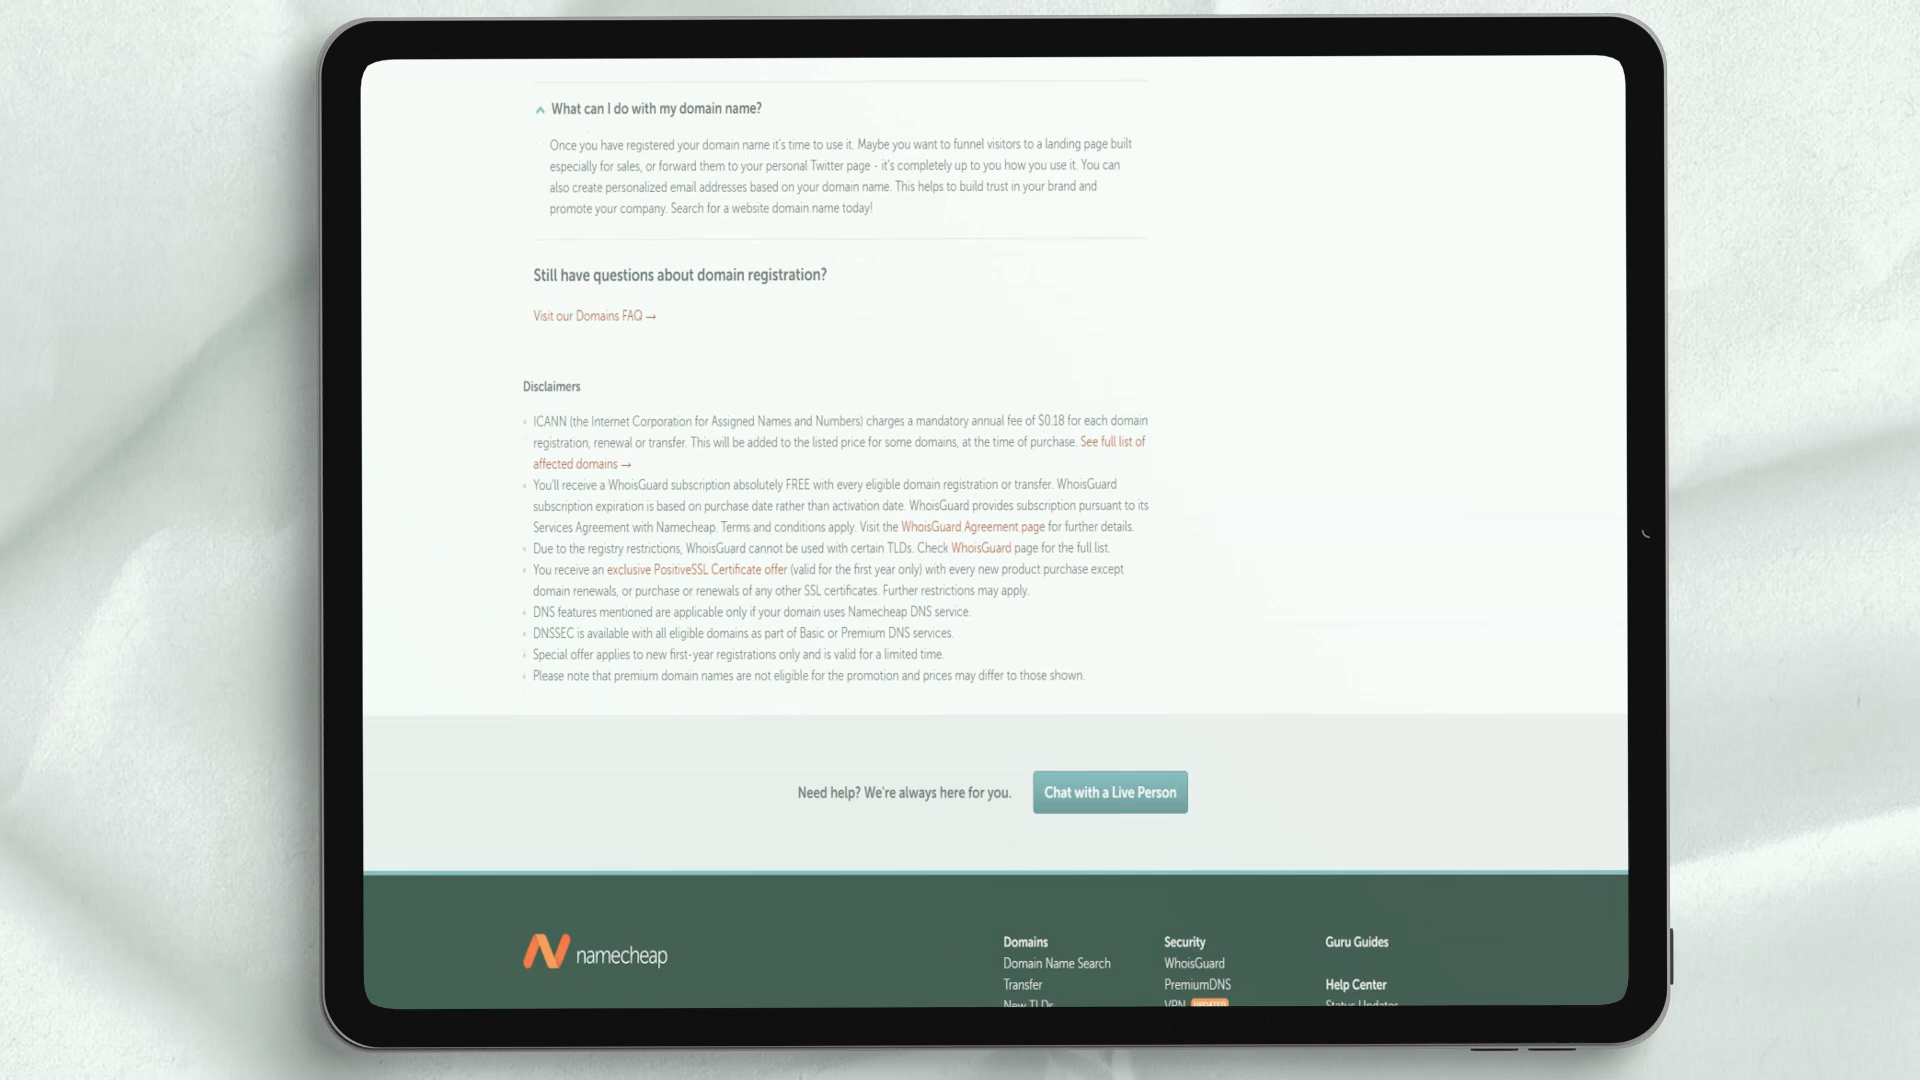 What can I do with my domain name?
Once you have registered your domain name it's time to use it. Maybe you want to funnel visitors to a landing page built
especially for sales, or forward them to your personal Twitter page - it's completely up to you how you use it. You can
also create personalized email addresses based on your domain name. This helps to build trust in your brand and
promote your company. Search for a website domain name today!
Still have questions about domain registration?
Visit our Domains FAQ →
Disclaimers
ICANN (the Internet Corporation for Assigned Names and Numbers) charges a mandatory annual fee of $0.18 for each domain
registration, renewal or transfer. This will be added to the listed price for some domains, at the time of purchase. See full list of
affected domains →
You'll receive a WhoisGuard subscription absolutely FREE with every eligible domain registration or transfer. WhoisGuard
subscription expiration is based on purchase date rather than activation date. WhoisGuard provides subscription pursuant to its
Services Agreement with Namecheap. Terms and conditions apply. Visit the WhoisGuard Agreement page for further details.
Due to the registry restrictions, WhoisGuard cannot be used with certain TLDs. Check WhoisGuard page for the full list.
You receive an exclusive PositiveSSL Certificate offer (valid for the first year only) with every new product purchase except
domain renewals, or purchase or renewals of any other SSL certificates. Further restrictions may apply.
DNS features mentioned are applicable only if your domain uses Namecheap DNS service.
DNSSEC is available with all eligible domains as part of Basic or Premium DNS services.
Special offer applies to new first-year registrations only and is valid for a limited time.
Please note that premium domain names are not eligible for the promotion and prices may differ to those shown.
Need help? We're always here for you.
Chat with a Live Person
namecheap
Domains
Domain Name Search
Transfer
New TLDs
Security
WhoisGuard
PremiumDNS
VPN UPDATED
Guru Guides
Help Center
Status Updates